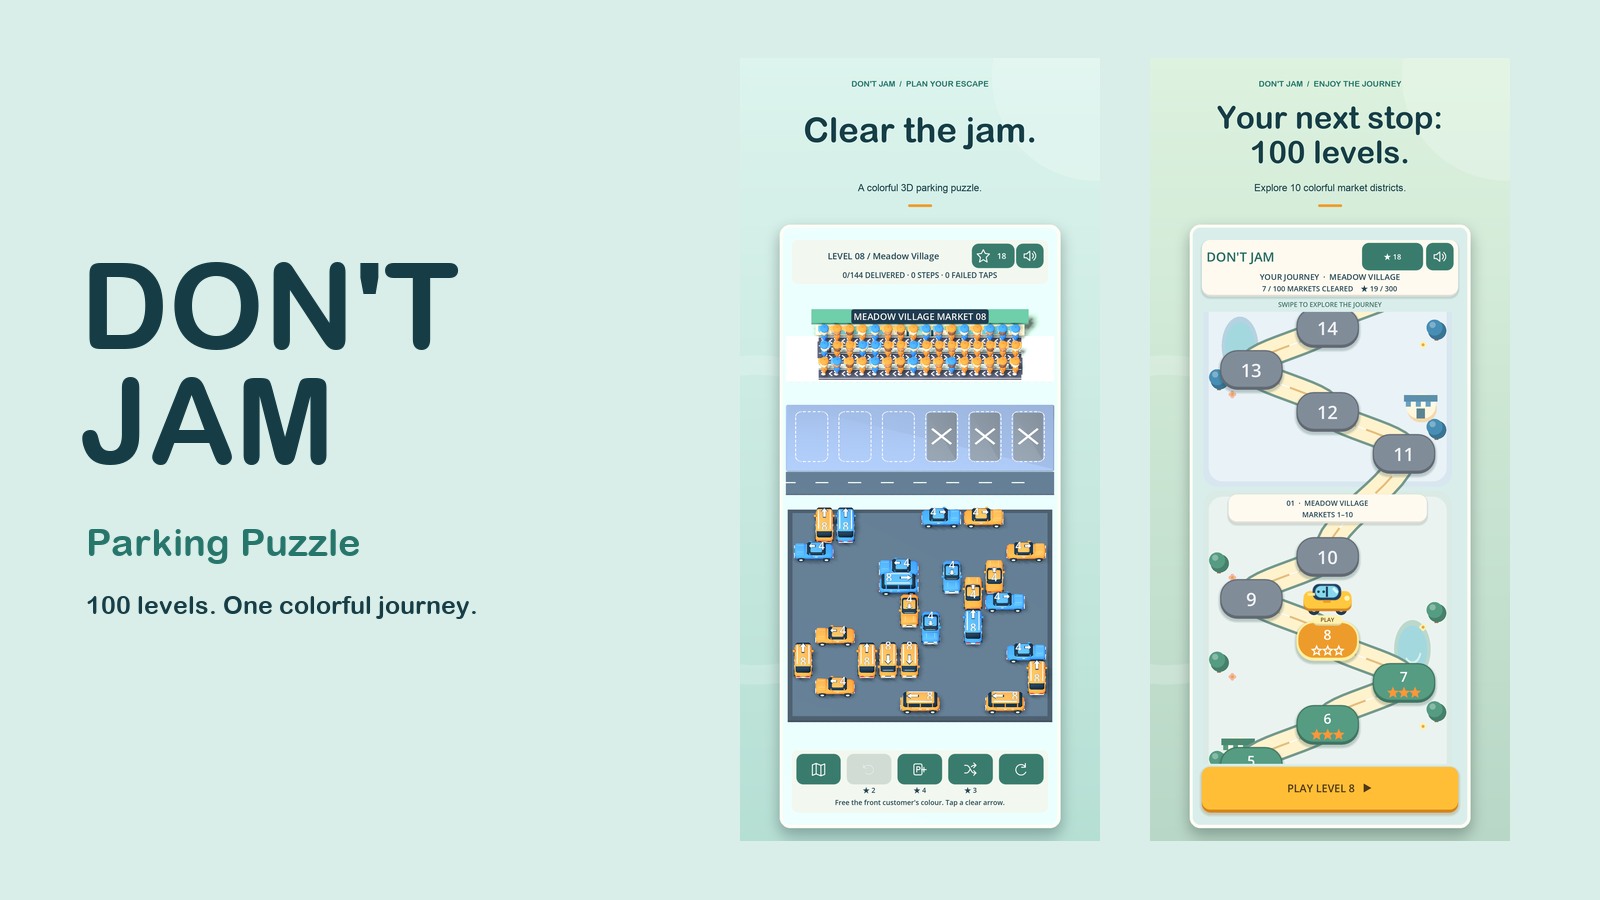 DON'T
JAM
Parking Puzzle
100 levels. One colorful journey.
DON'T JAM / PLAN YOUR ESCAPE
Clear the jam.
A colorful 3D parking puzzle.
LEVEL 08 / Meadow Village
18
0/144 DELIVERED · 0 STEPS · 0 FAILED TAPS
MEADOW VILLAGE MARKET 08
★ 2
★ 4
★ 3
Free the front customer's colour. Tap a clear arrow.
DON'T JAM / ENJOY THE JOURNEY
Your next stop:
100 levels.
Explore 10 colorful market districts.
DON'T JAM
★ 18
YOUR JOURNEY · MEADOW VILLAGE
7 / 100 MARKETS CLEARED ★ 19 / 300
SWIPE TO EXPLORE THE JOURNEY
14
13
12
11
01 · MEADOW VILLAGE
MARKETS 1–10
10
9
PLAY
8
7
6
5
PLAY LEVEL 8